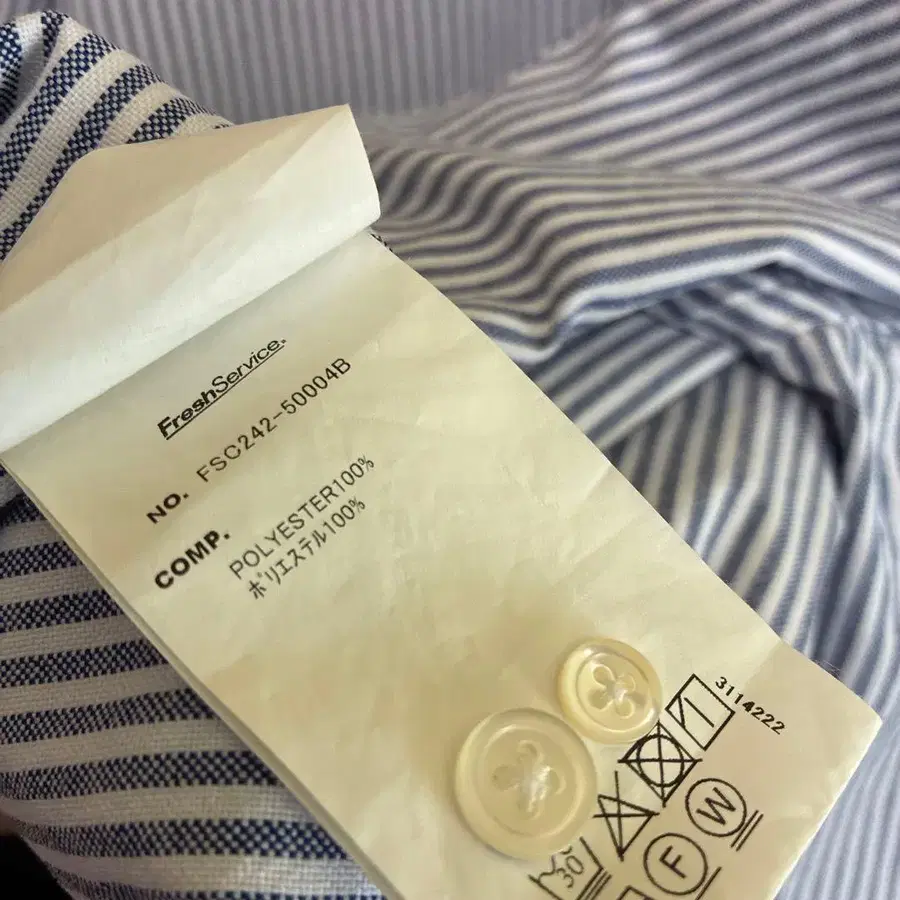 FreshService.
NO. FSC242-50004B
COMP.
POLYESTER100%
ポリエステル100%
3114222
W
F
30